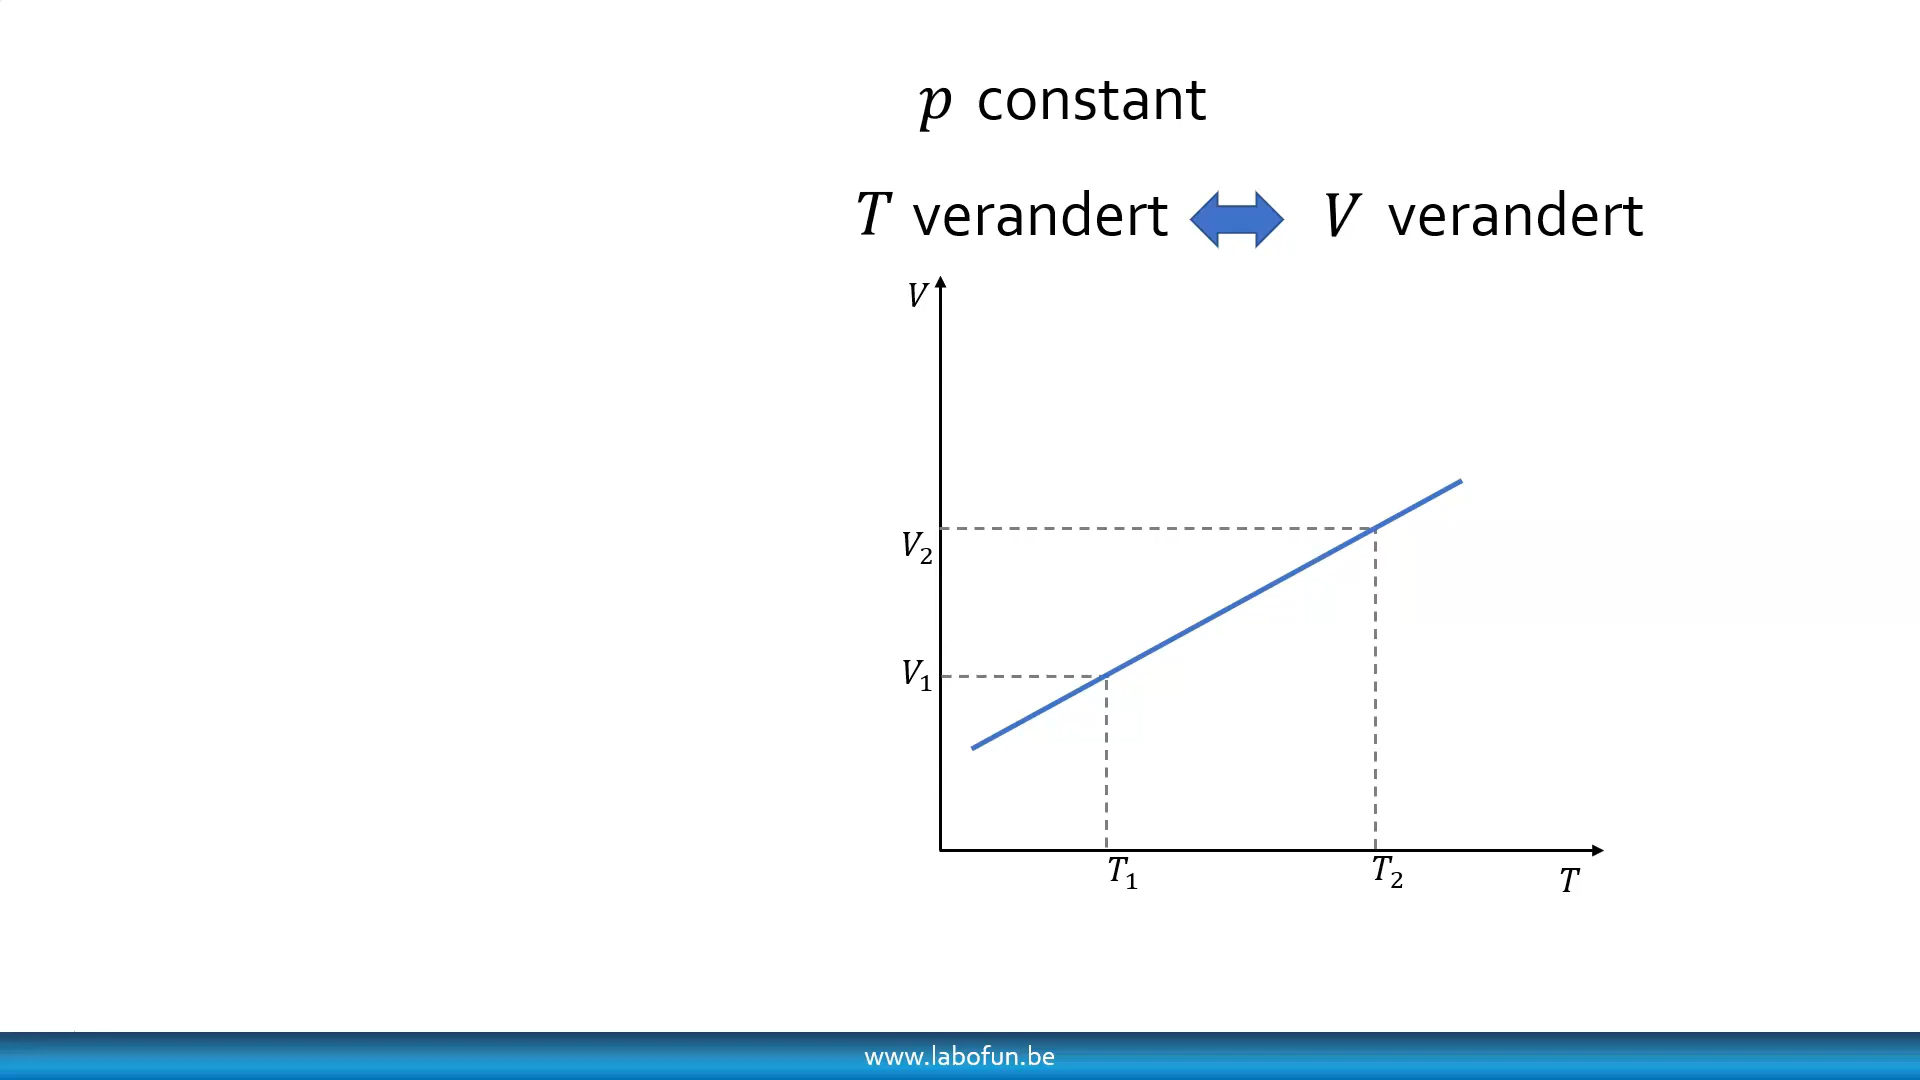 p constant
T verandert V verandert
V
V₂
V₁
T₁ T₂
T
www.labofun.be